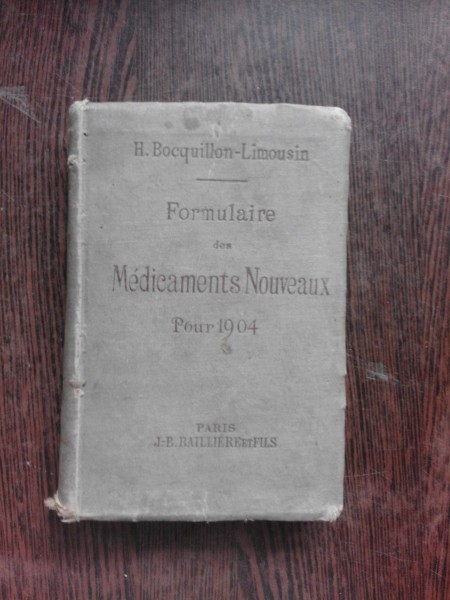 H. Bocquillon-Limousin
Formulaire
des
Médicaments Nouveaux
Pour 1904
PARIS
J.-B. BAILLIÈRE ET FILS